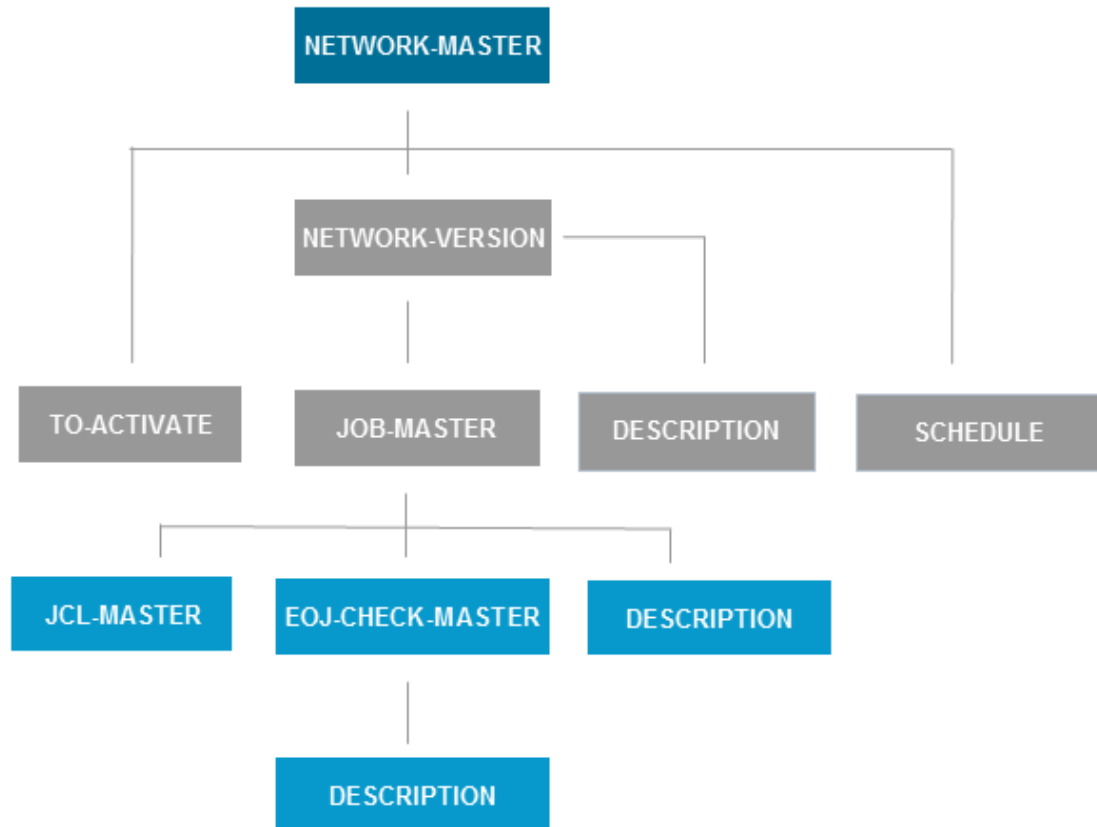 NETWORK-MASTER
NETWORK-VERSION
TO-ACTIVATE
JOB-MASTER
DESCRIPTION
SCHEDULE
JCL-MASTER
EOJ-CHECK-MASTER
DESCRIPTION
DESCRIPTION